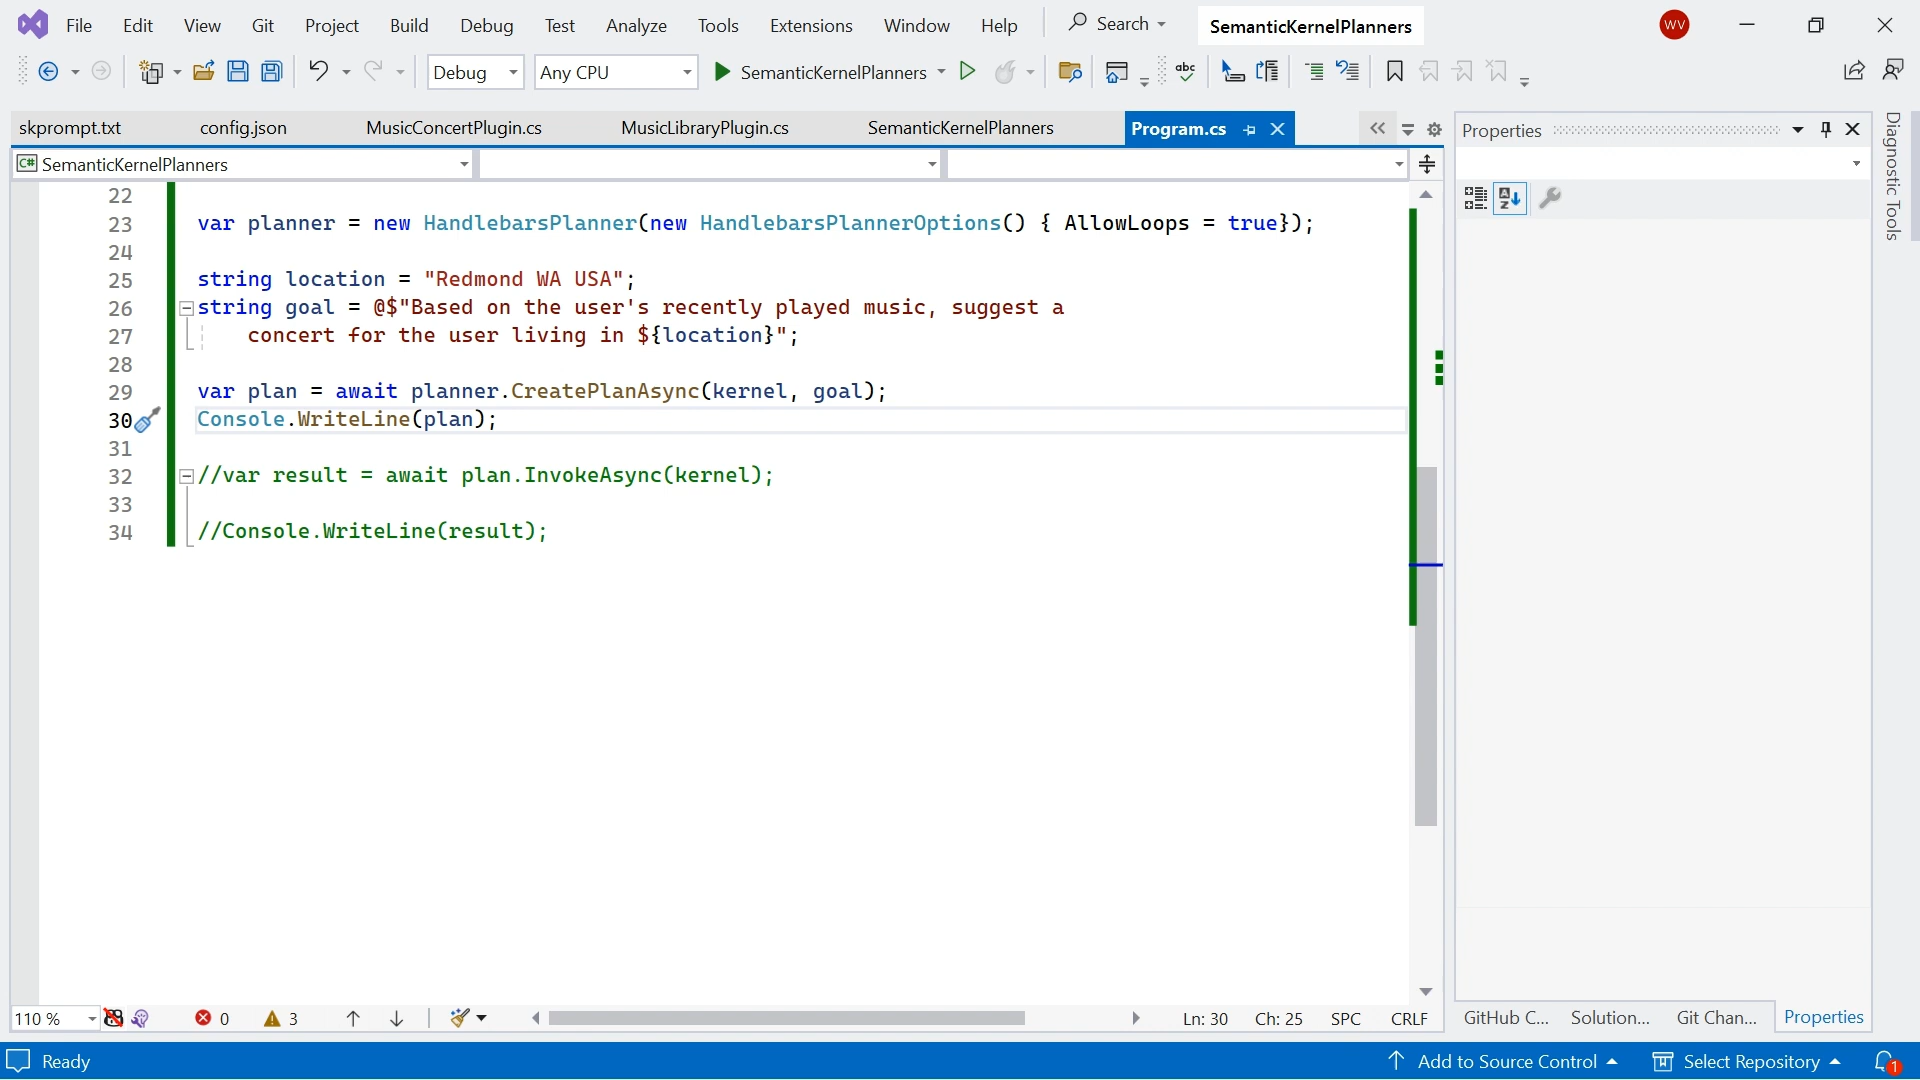 File Edit View Git Project Build Debug Test Analyze Tools Extensions Window Help Search SemanticKernelPlanners WV
Debug Any CPU SemanticKernelPlanners abc
skprompt.txt config.json MusicConcertPlugin.cs MusicLibraryPlugin.cs SemanticKernelPlanners Program.cs Properties
C# SemanticKernelPlanners
Diagnostic Tools
22
23 var planner = new HandlebarsPlanner(new HandlebarsPlannerOptions() { AllowLoops = true});
24
25 string location = "Redmond WA USA";
26 string goal = @$"Based on the user's recently played music, suggest a
27 concert for the user living in ${location}";
28
29 var plan = await planner.CreatePlanAsync(kernel, goal);
30 Console.WriteLine(plan);
31
32 //var result = await plan.InvokeAsync(kernel);
33
34 //Console.WriteLine(result);
110 % 0 3 Ln: 30 Ch: 25 SPC CRLF GitHub C... Solution... Git Chan... Properties
Ready Add to Source Control Select Repository 1